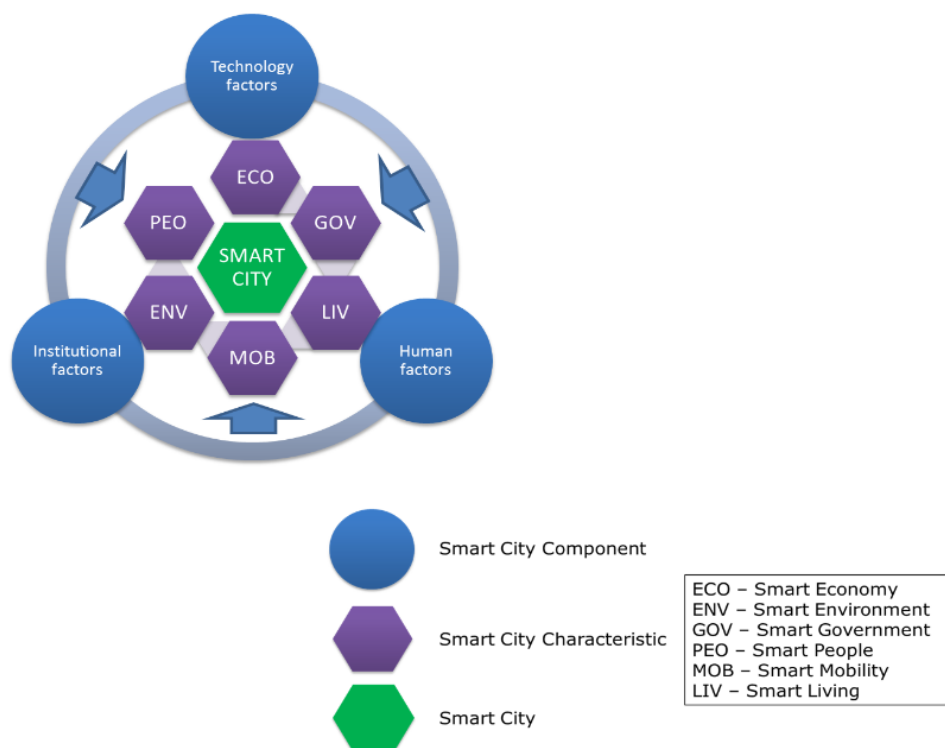 Technology
factors
ECO
PEO
GOV
SMART
CITY
ENV
LIV
MOB
Institutional
factors
Human
factors
Smart City Component
Smart City Characteristic
Smart City
ECO – Smart Economy
ENV – Smart Environment
GOV – Smart Government
PEO – Smart People
MOB – Smart Mobility
LIV – Smart Living